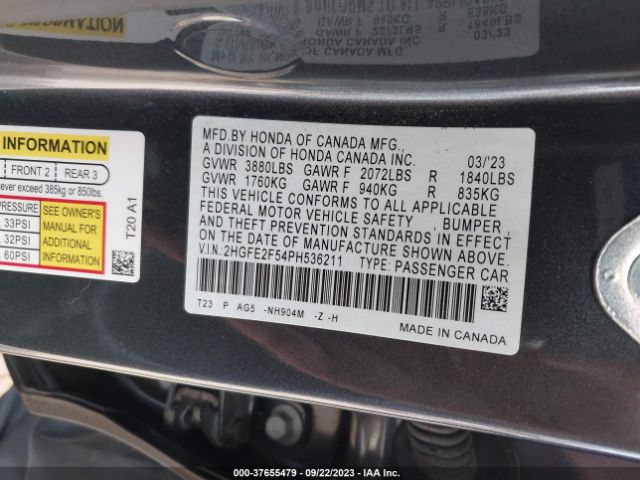 MFD.BY HONDA OF CANADA MFG.,
A DIVISION OF HONDA CANADA INC. 03/'23
GVWR 3880LBS GAWR F 2072LBS R 1840LBS
GVWR 1760KG GAWR F 940KG R 835KG
THIS VEHICLE CONFORMS TO ALL APPLICABLE
FEDERAL MOTOR VEHICLE SAFETY , BUMPER ,
AND THEFT PREVENTION STANDARDS IN EFFECT
ON THE DATE OF MANUFACTURE SHOWN ABOVE.
V.I.N: 2HGFE2F54PH536211 TYPE: PASSENGER CAR
T23 P AG5 -NH904M -Z -H
MADE IN CANADA
INFORMATION
FRONT 2 REAR 3
never exceed 385kg or 850lbs.
PRESSURE SEE OWNER'S
33PSI MANUAL FOR
32PSI ADDITIONAL
60PSI INFORMATION
T20 A1
000-37655479 - 09/22/2023 - IAA Inc.